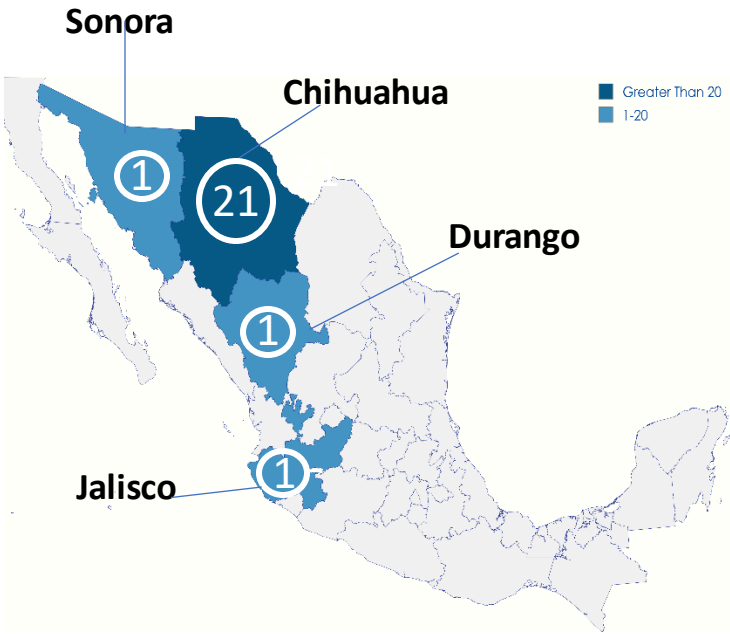 Sonora
Chihuahua
Greater Than 20
1-20
1
21
Durango
1
Jalisco
1